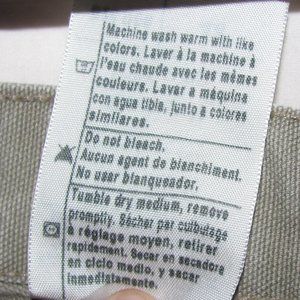 Machine wash warm with like
colors. Laver à la machine à
l'eau chaude avec les mêmes
couleurs. Lavar a máquina
con agua tibia, junto a colores
similares.
Do not bleach.
Aucun agent de blanchiment.
No usar blanqueador.
Tumble dry medium, remove
promptly. Sécher par culbutage
à réglage moyen, retirer
rapidement. Secar en secadora
en ciclo medio, y sacar
inmediatamente.